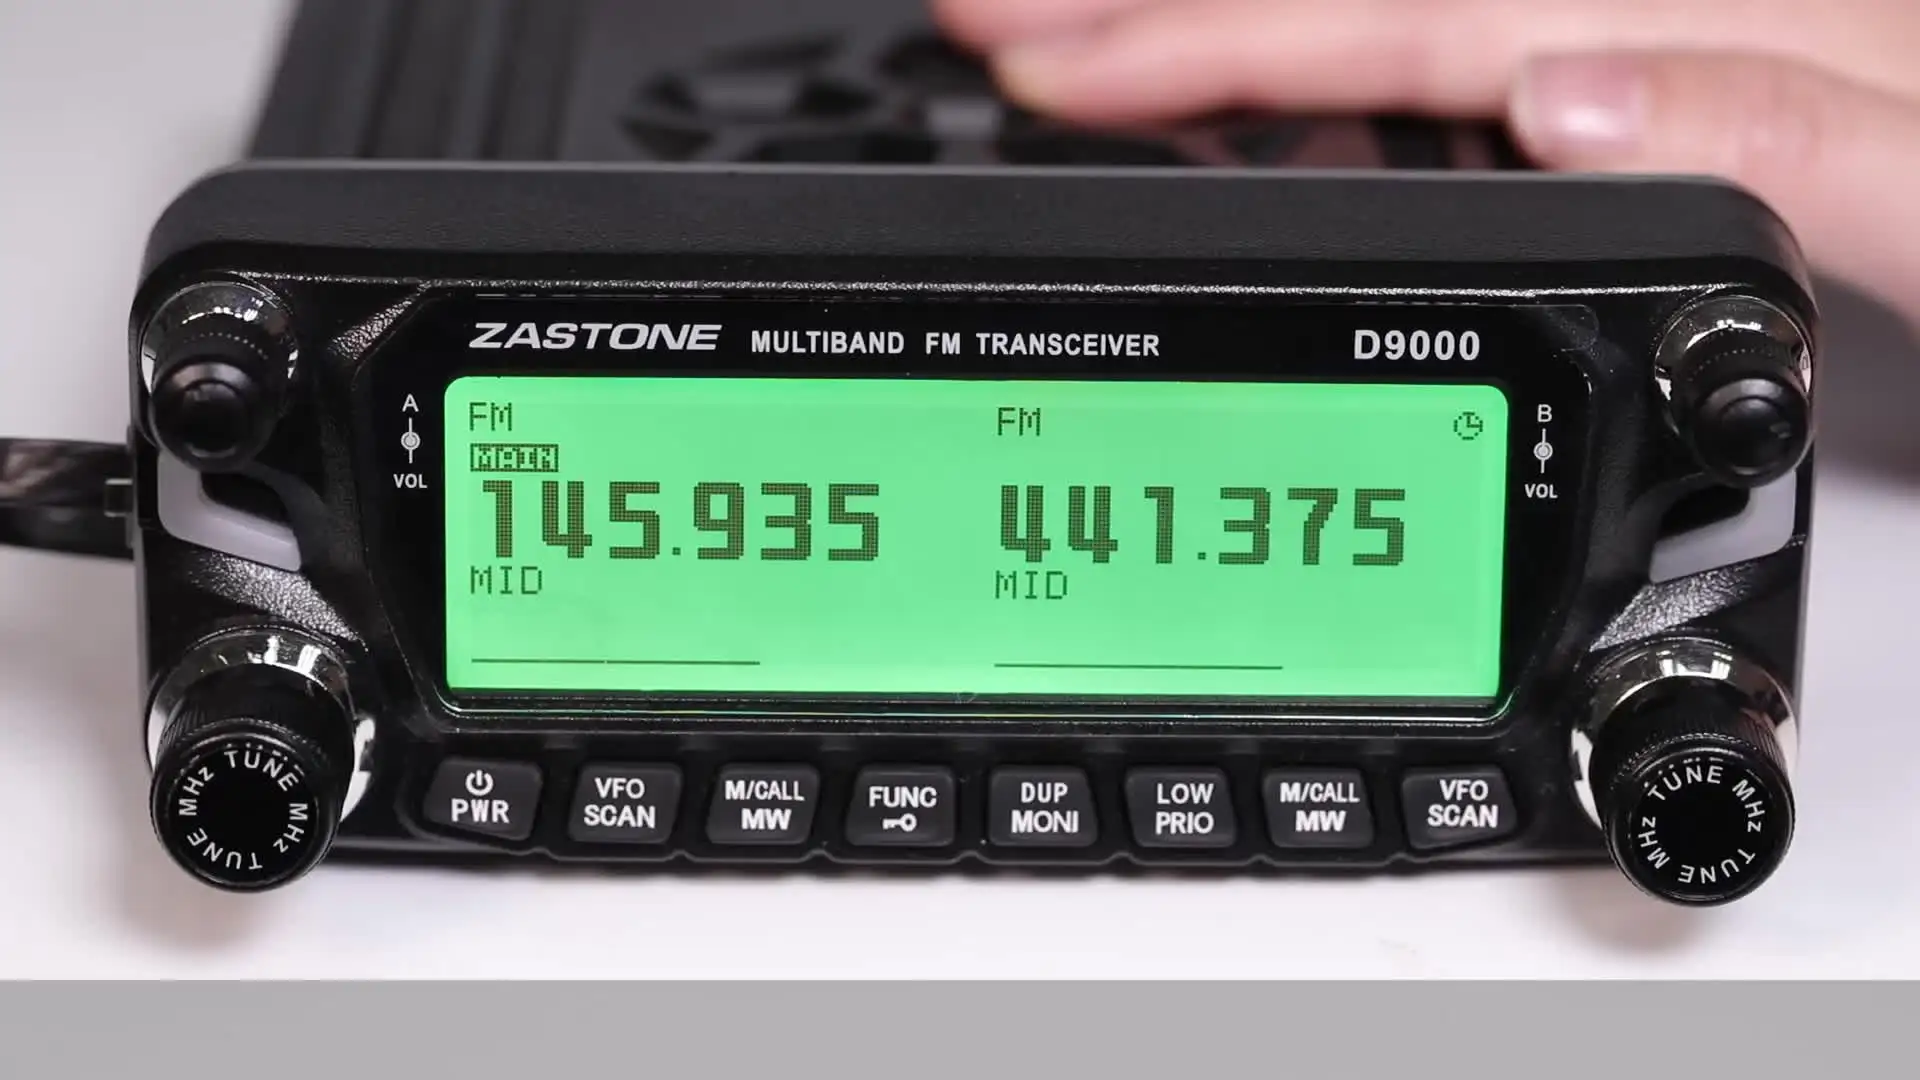 ZASTONE MULTIBAND FM TRANSCEIVER D9000
A
VOL
FM FM
MAIN
145.935 441.375
MID MID
B
VOL
PWR
VFO
SCAN
M/CALL
MW
FUNC
DUP
MONI
LOW
PRIO
M/CALL
MW
VFO
SCAN
TUNE MHz TUNE MHz
TUNE MHz TUNE MHz